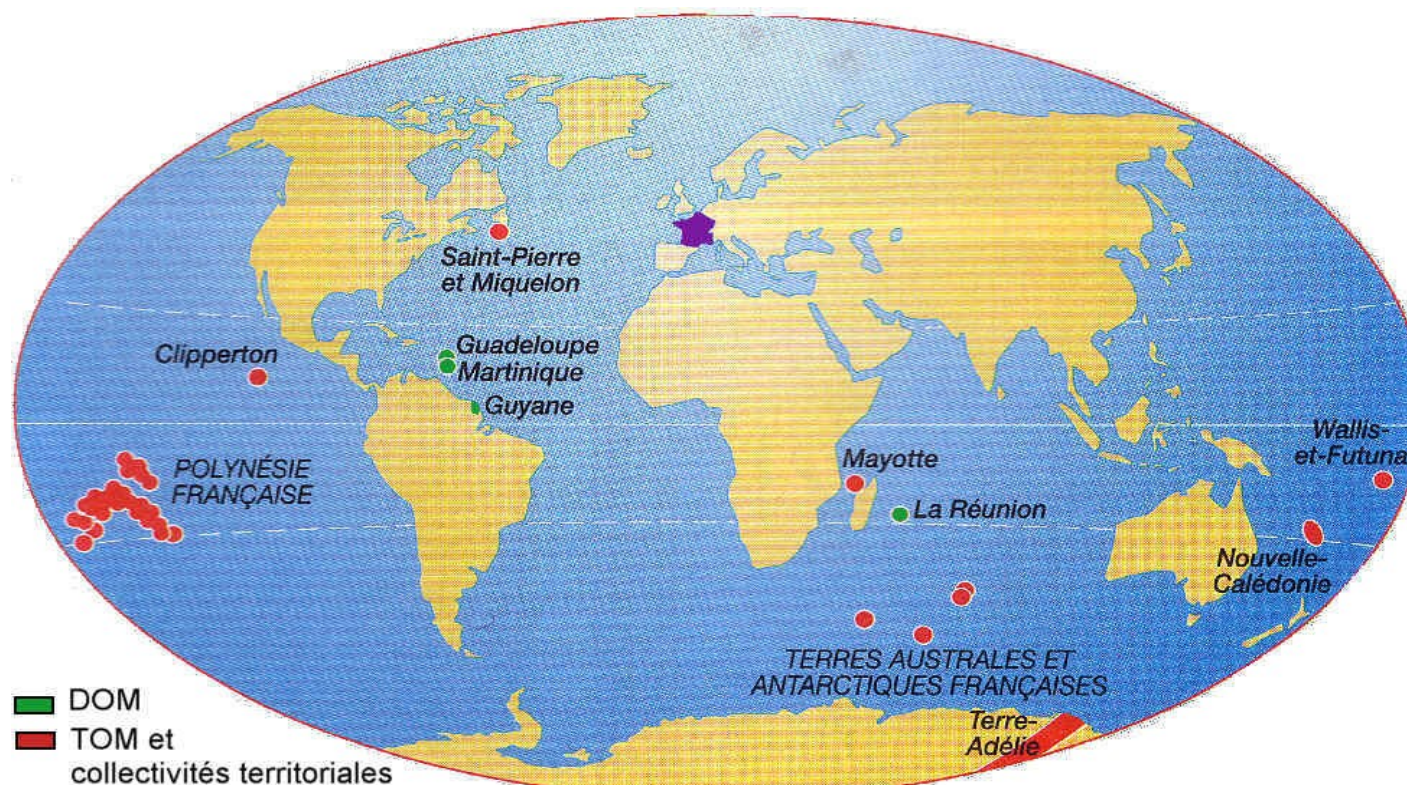 Saint-Pierre
et Miquelon
Clipperton
Guadeloupe
Martinique
Guyane
POLYNÉSIE
FRANÇAISE
Mayotte
La Réunion
Wallis-
et-Futuna
Nouvelle-
Calédonie
TERRES AUSTRALES ET
ANTARCTIQUES FRANÇAISES
Terre-
Adélie
DOM
TOM et
collectivités territoriales